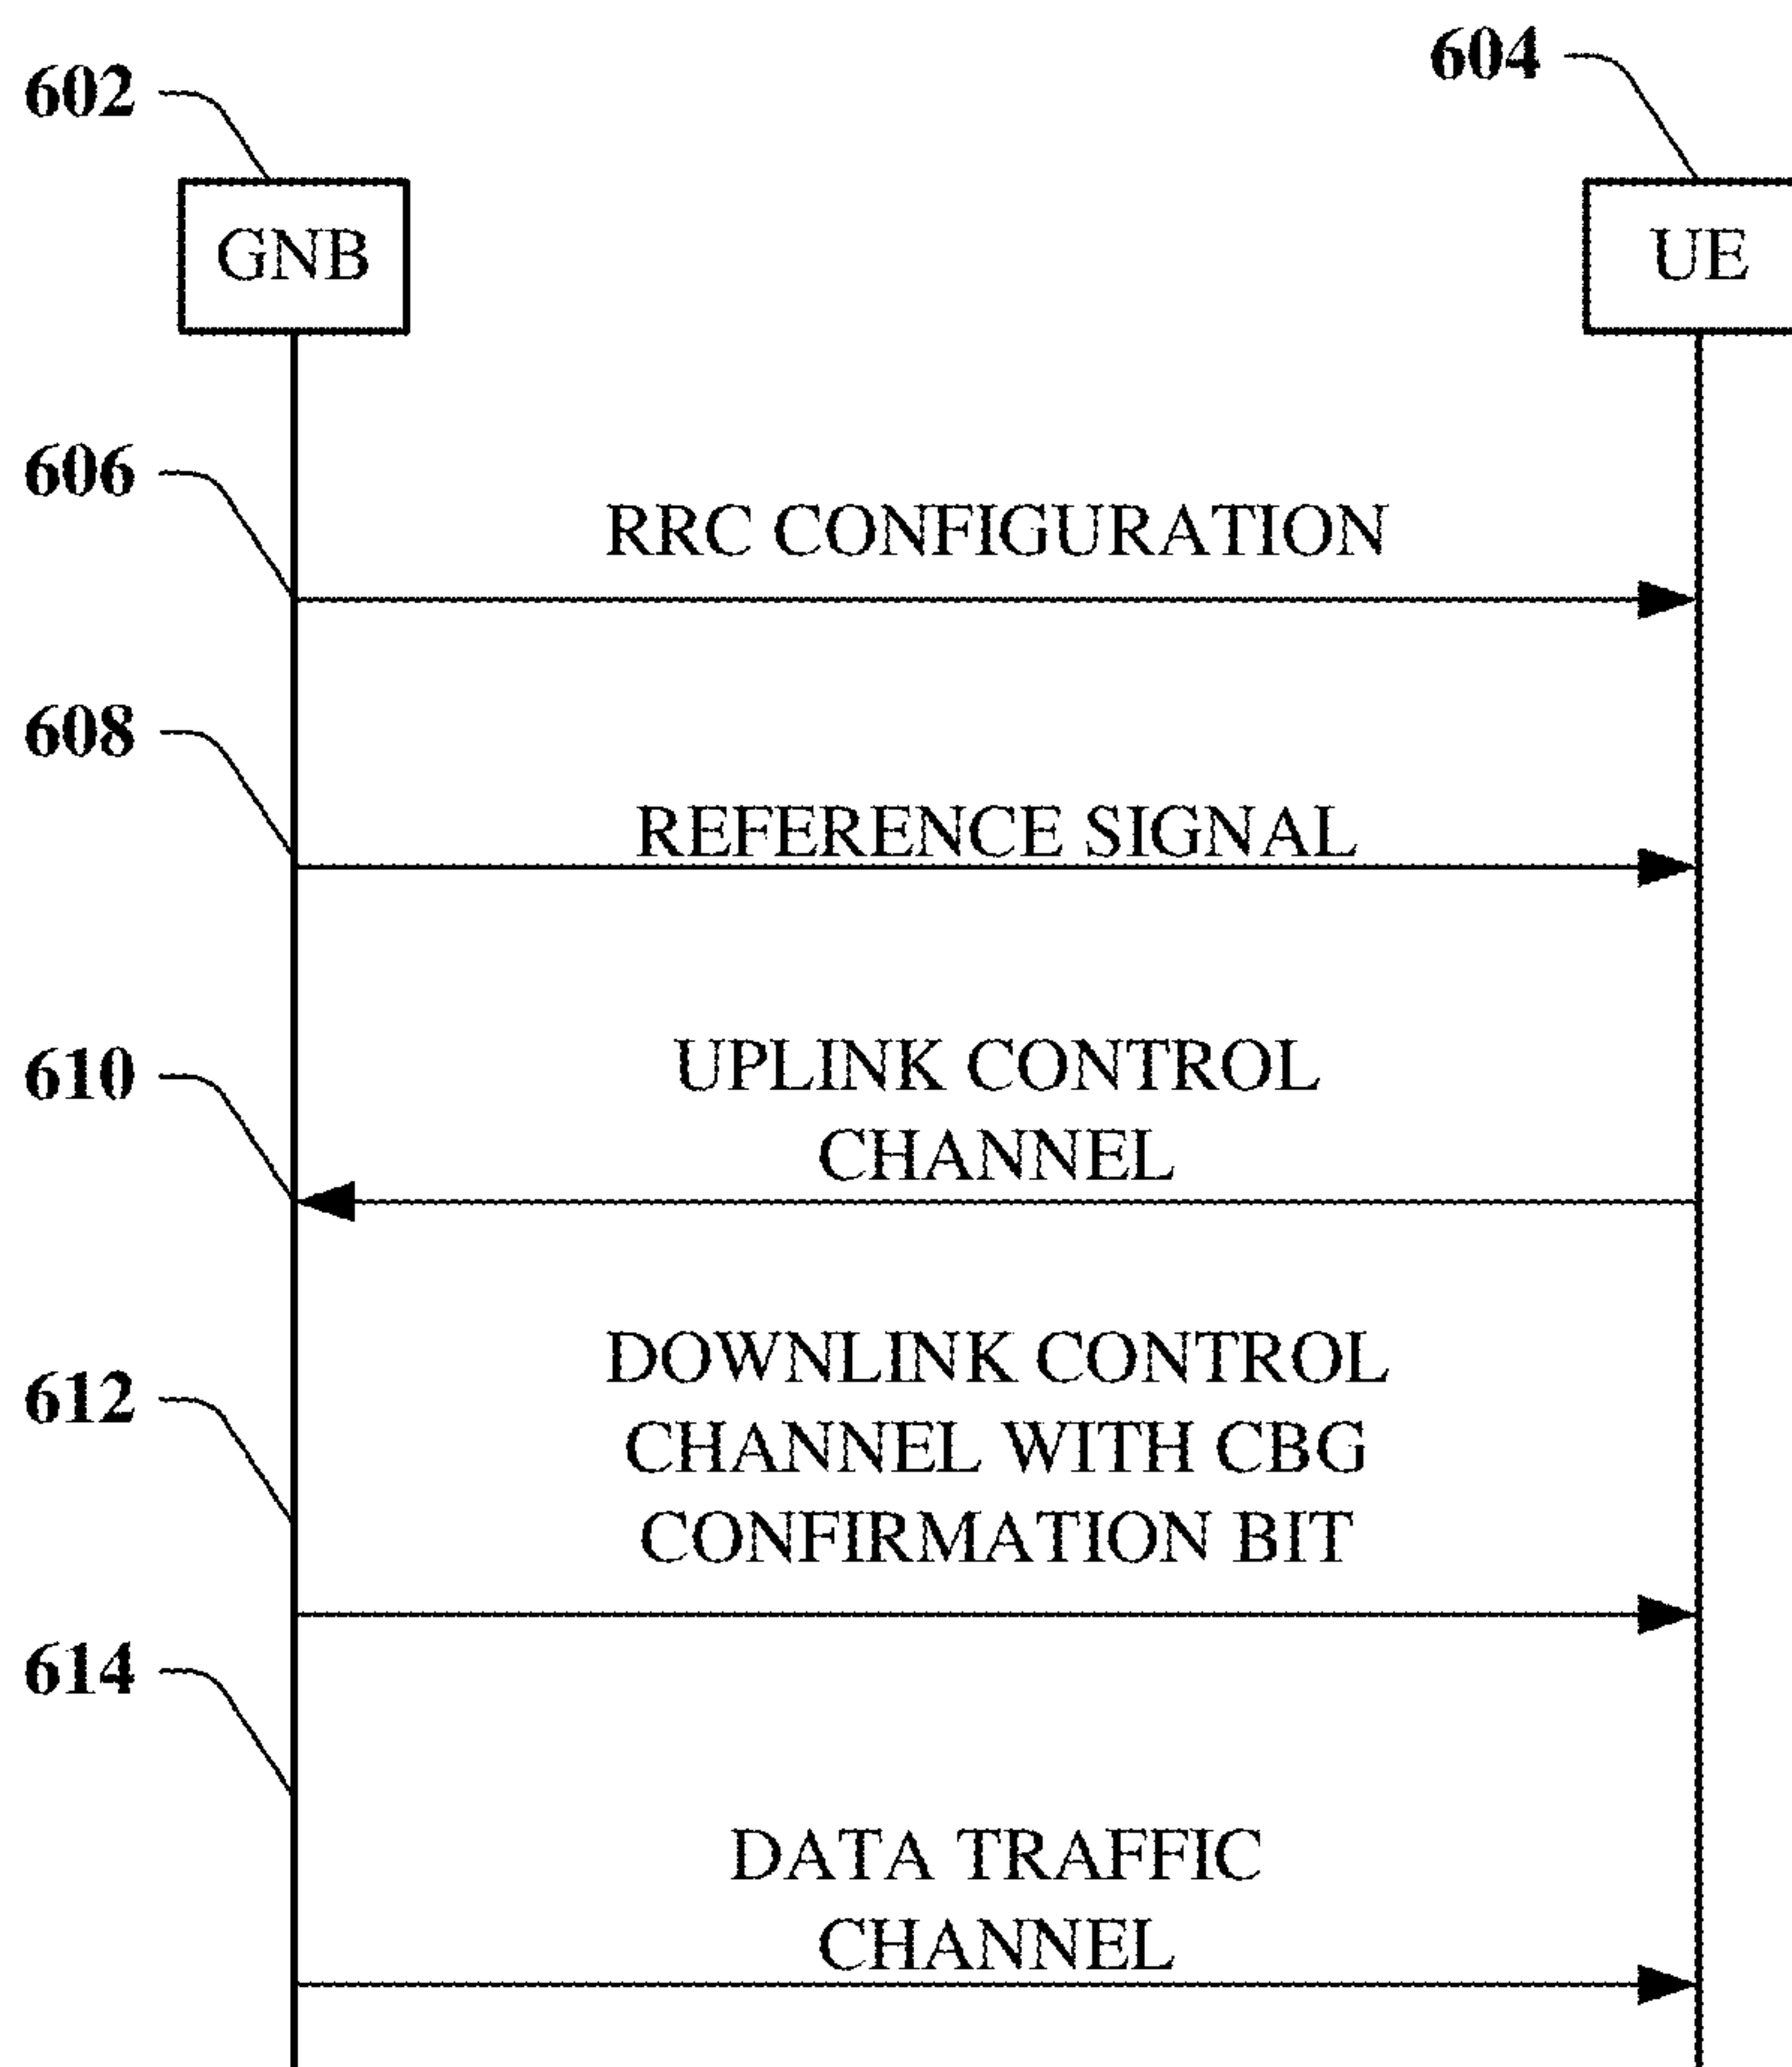 602
604
GNB
UE
606
RRC CONFIGURATION
608
REFERENCE SIGNAL
610
UPLINK CONTROL
CHANNEL
612
DOWNLINK CONTROL
CHANNEL WITH CBG
CONFIRMATION BIT
614
DATA TRAFFIC
CHANNEL